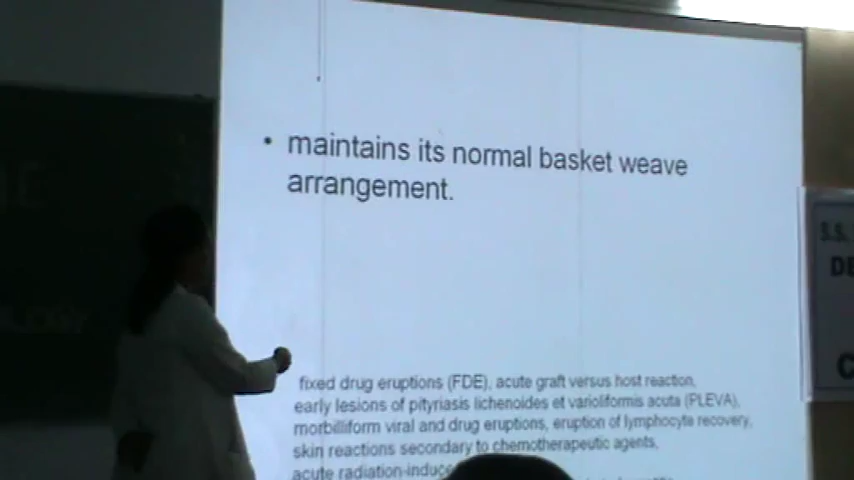 • maintains its normal basket weave
arrangement.
fixed drug eruptions (FDE), acute graft versus host reaction,
early lesions of pityriasis lichenoides et varioliformis acuta (PLEVA),
morbilliform viral and drug eruptions, eruption of lymphocyte recovery,
skin reactions secondary to chemotherapeutic agents,
acute radiation-induce
S.S.
DE
C